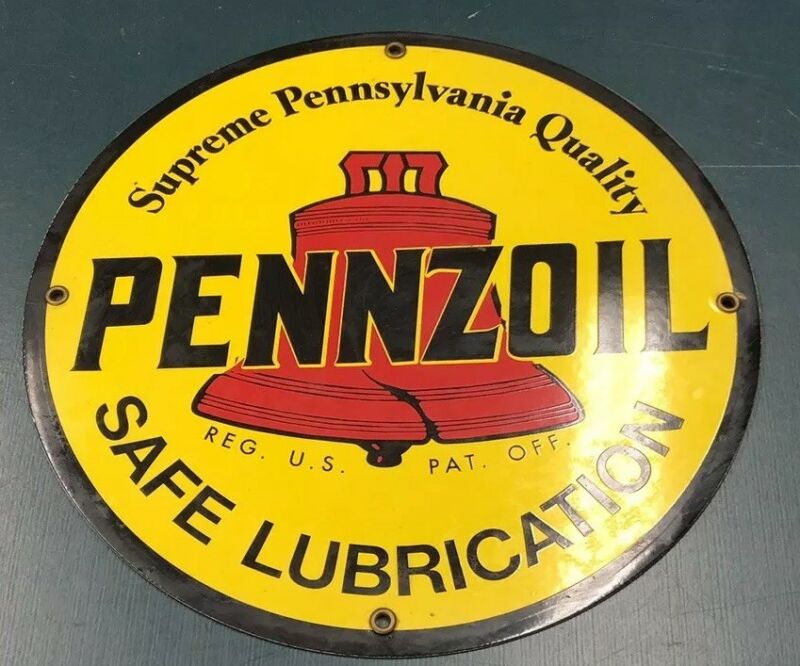 Supreme Pennsylvania Quality
PENNZOIL
REG. U.S. PAT. OFF.
SAFE LUBRICATION